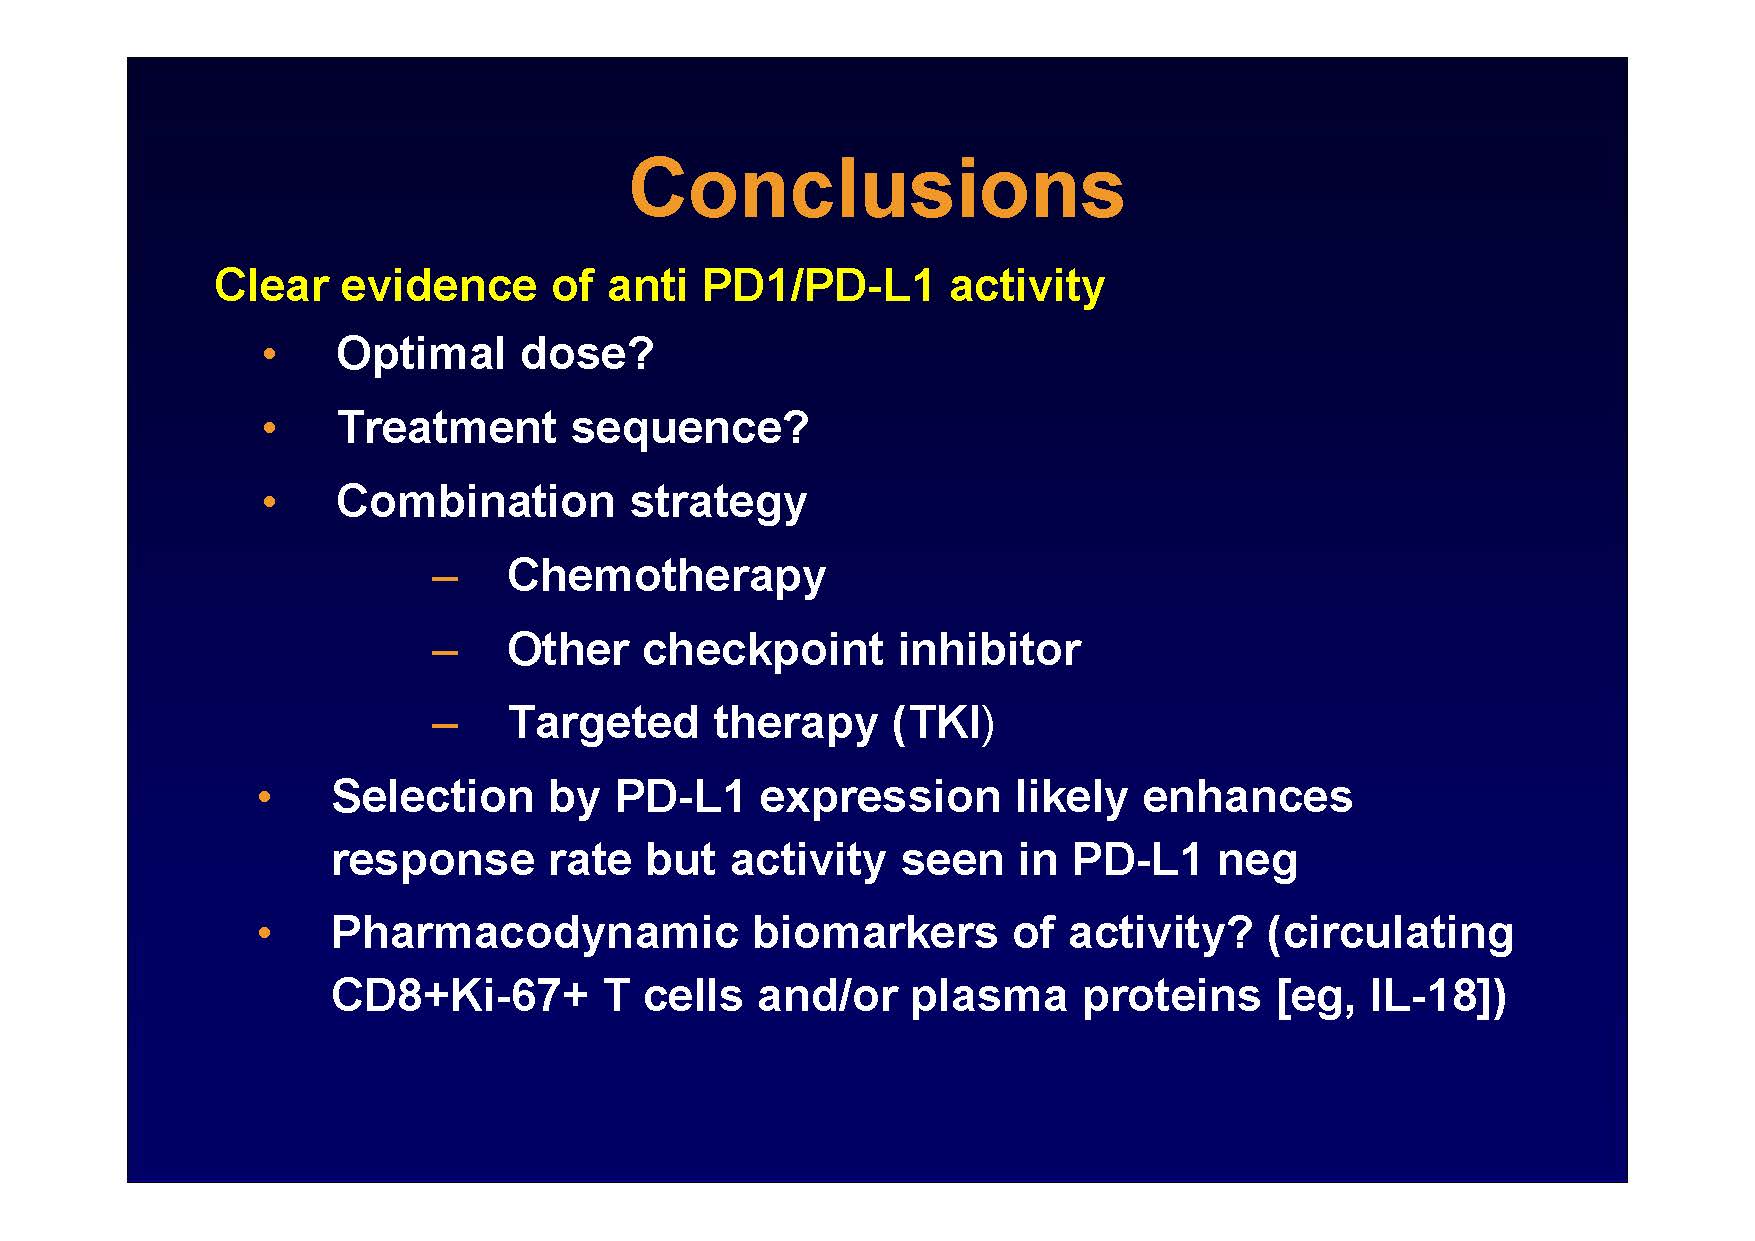 Conclusions
Clear evidence of anti PD1/PD-L1 activity
• Optimal dose?
• Treatment sequence?
• Combination strategy
– Chemotherapy
– Other checkpoint inhibitor
– Targeted therapy (TKI)
• Selection by PD-L1 expression likely enhances
response rate but activity seen in PD-L1 neg
• Pharmacodynamic biomarkers of activity? (circulating
CD8+Ki-67+ T cells and/or plasma proteins [eg, IL-18])